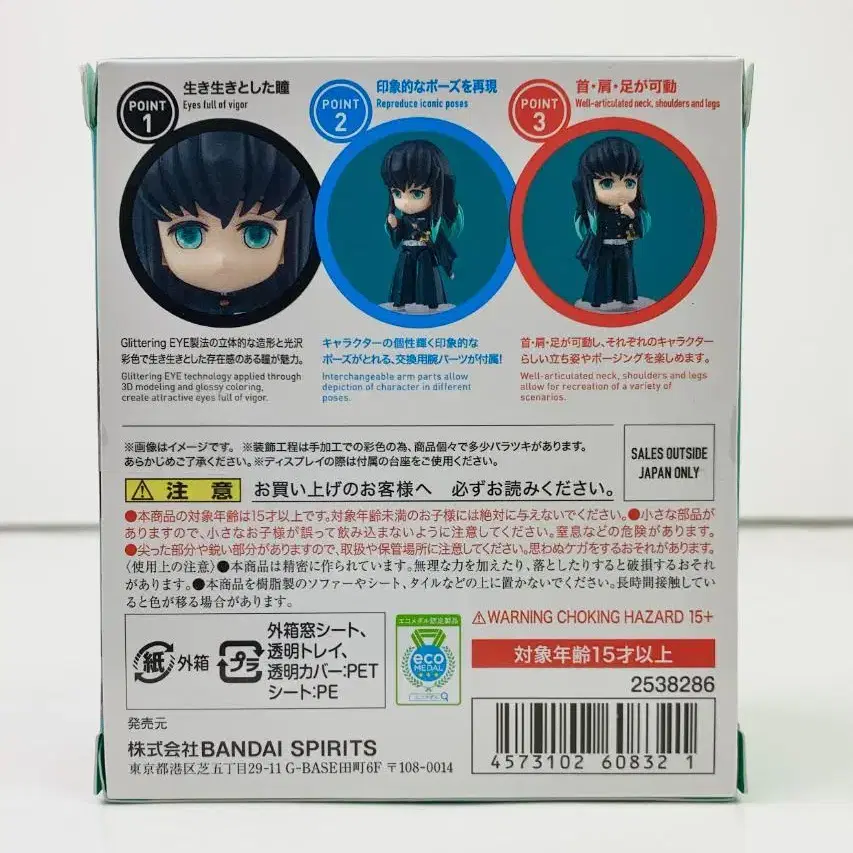 POINT
1
生き生きとした瞳
Eyes full of vigor
POINT
2
印象的なポーズを再現
Reproduce iconic poses
POINT
3
首・肩・足が可動
Well-articulated neck, shoulders and legs
Glittering EYE製法の立体的な造形と光沢
彩色で生き生きとした存在感のある瞳が魅力。
Glittering EYE technology applied through
3D modeling and glossy coloring,
create attractive eyes full of vigor.
キャラクターの個性輝く印象的な
ポーズがとれる、交換用腕パーツが付属!
Interchangeable arm parts allow
depiction of character in different
poses.
首・肩・足が可動し、それぞれのキャラクター
らしい立ち姿やポージングを楽しめます。
Well-articulated neck, shoulders and legs
allow for recreation of a variety of
scenarios.
※画像はイメージです。※装飾工程は手加工での彩色の為、商品個々で多少バラツキがあります。
あらかじめご了承ください。※ディスプレイの際は付属の台座をご使用ください。
SALES OUTSIDE
JAPAN ONLY
注意 お買い上げのお客様へ 必ずお読みください。
●本商品の対象年齢は15才以上です。対象年齢未満のお子様には絶対に与えないでください。●小さな部品が
ありますので、小さなお子様が誤って飲み込まないように注意してください。窒息などの危険があります。
●尖った部分や鋭い部分がありますので、取扱や保管場所に注意してください。思わぬケガをするおそれがあります。
〈使用上の注意〉●本商品は精密に作られています。無理な力を加えたり、落としたりすると破損するおそれ
があります。●本商品を樹脂製のソファーやシート、タイルなどの上に置かないでください。長時間接触している
と色が移る場合があります。
紙 外箱
プラ
外箱窓シート、
透明トレイ、
透明カバー:PET
シート:PE
エコメダル認定製品
eco
MEDAL
⚠WARNING CHOKING HAZARD 15+
対象年齢15才以上
2538286
4573102 60832 1
発売元
株式会社BANDAI SPIRITS
東京都港区芝五丁目29-11 G-BASE田町6F 〒108-0014